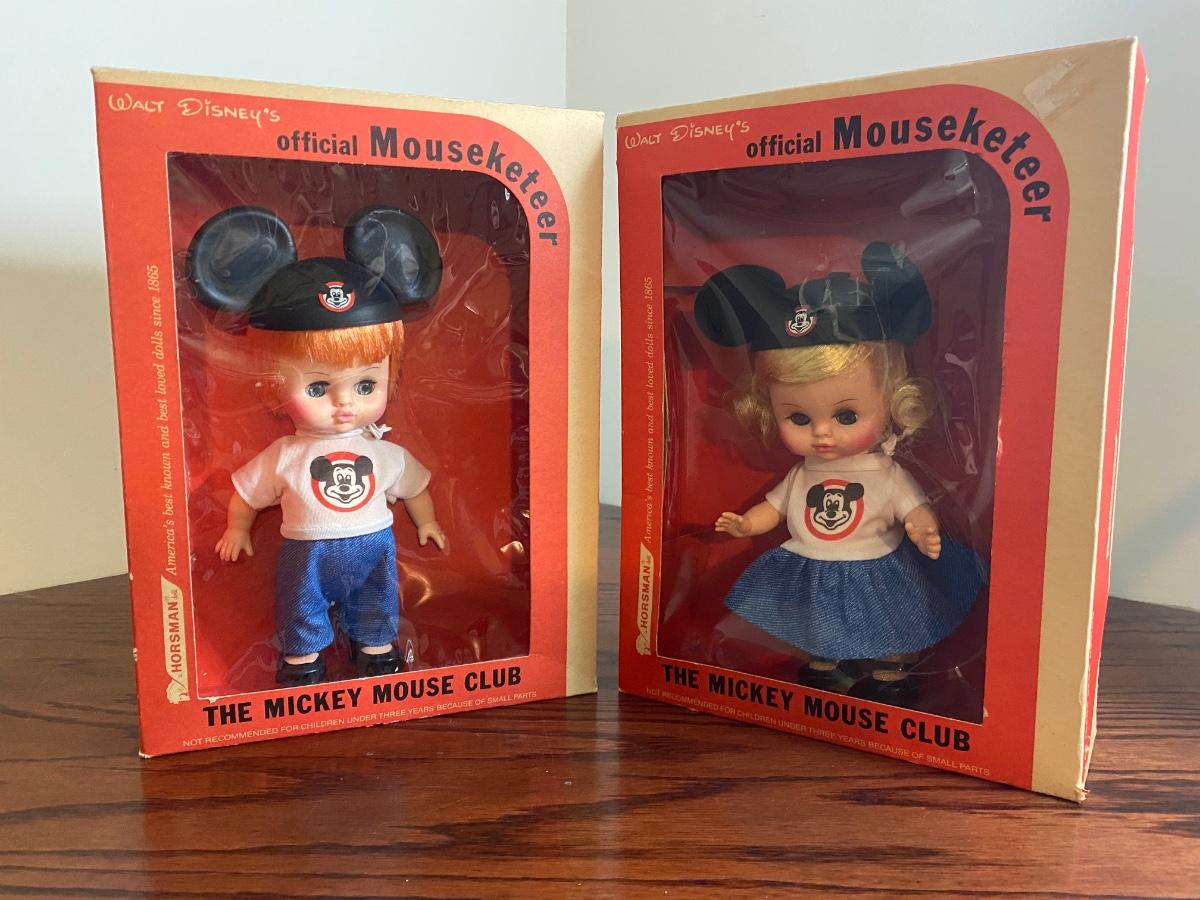 WALT DISNEY'S
official Mouseketeer
America's best known and best loved dolls since 1865
HORSMAN
THE MICKEY MOUSE CLUB
NOT RECOMMENDED FOR CHILDREN UNDER THREE YEARS BECAUSE OF SMALL PARTS
WALT DISNEY'S
official Mouseketeer
America's best known and best loved dolls since 1865
HORSMAN
THE MICKEY MOUSE CLUB
NOT RECOMMENDED FOR CHILDREN UNDER THREE YEARS BECAUSE OF SMALL PARTS